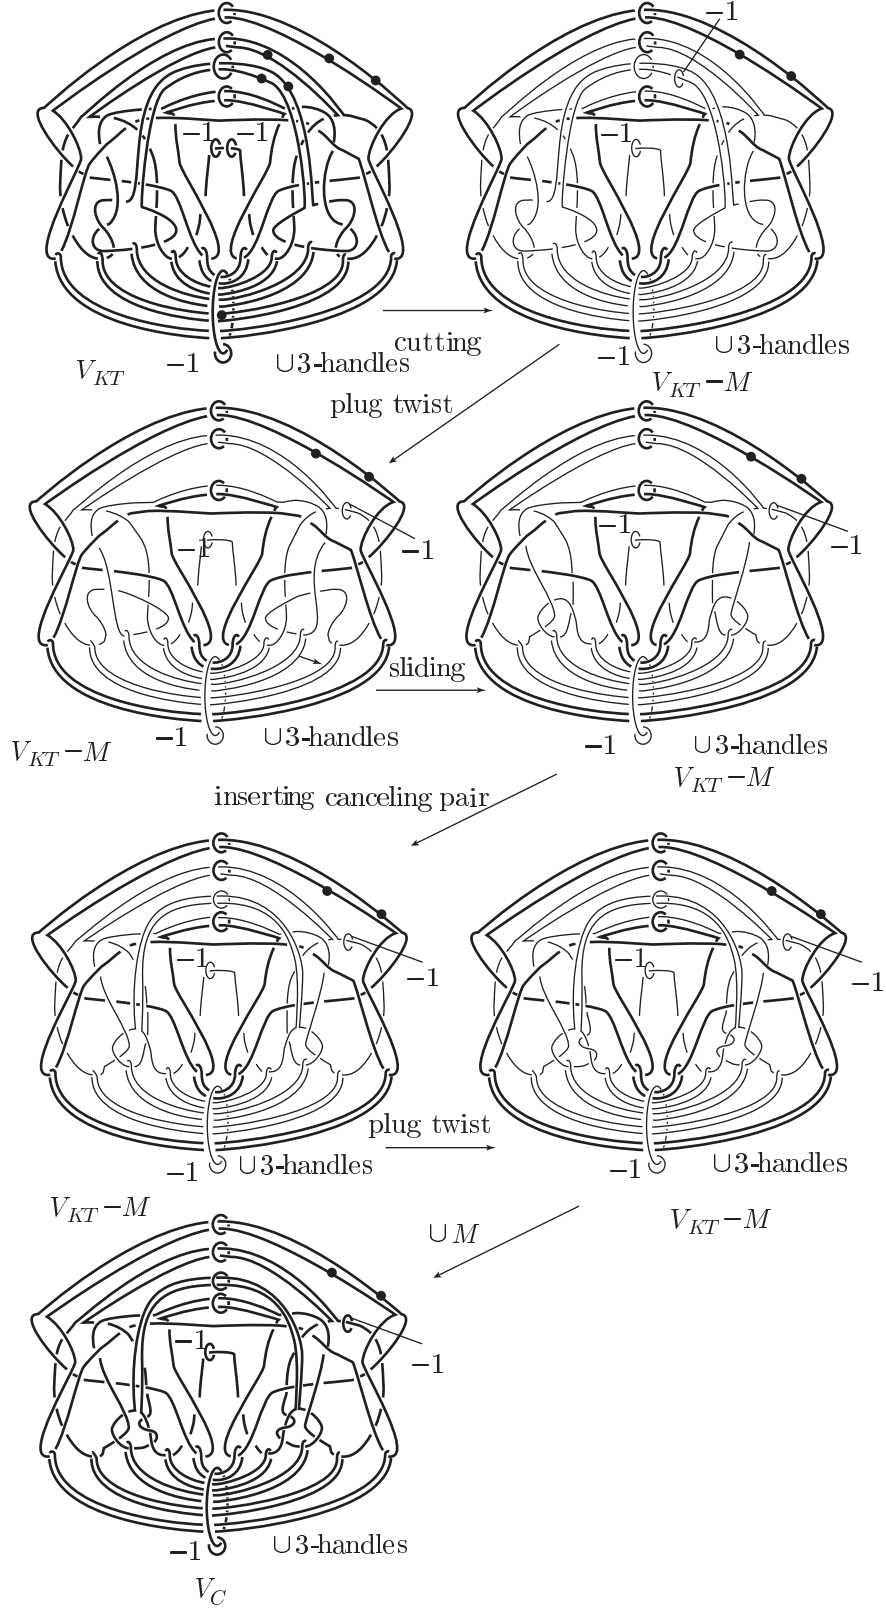 −1
−1 −1
−1
cutting
V_KT −1 ∪3-handles
−1 ∪3-handles
V_KT−M
plug twist
−1 −1
−1 −1
sliding
V_KT−M −1 ∪3-handles
−1 ∪3-handles
V_KT−M
inserting canceling pair
−1 −1
−1 −1
plug twist
−1 ∪3-handles
−1 ∪3-handles
V_KT−M
V_KT−M
∪M
−1
−1
−1 ∪3-handles
V_C